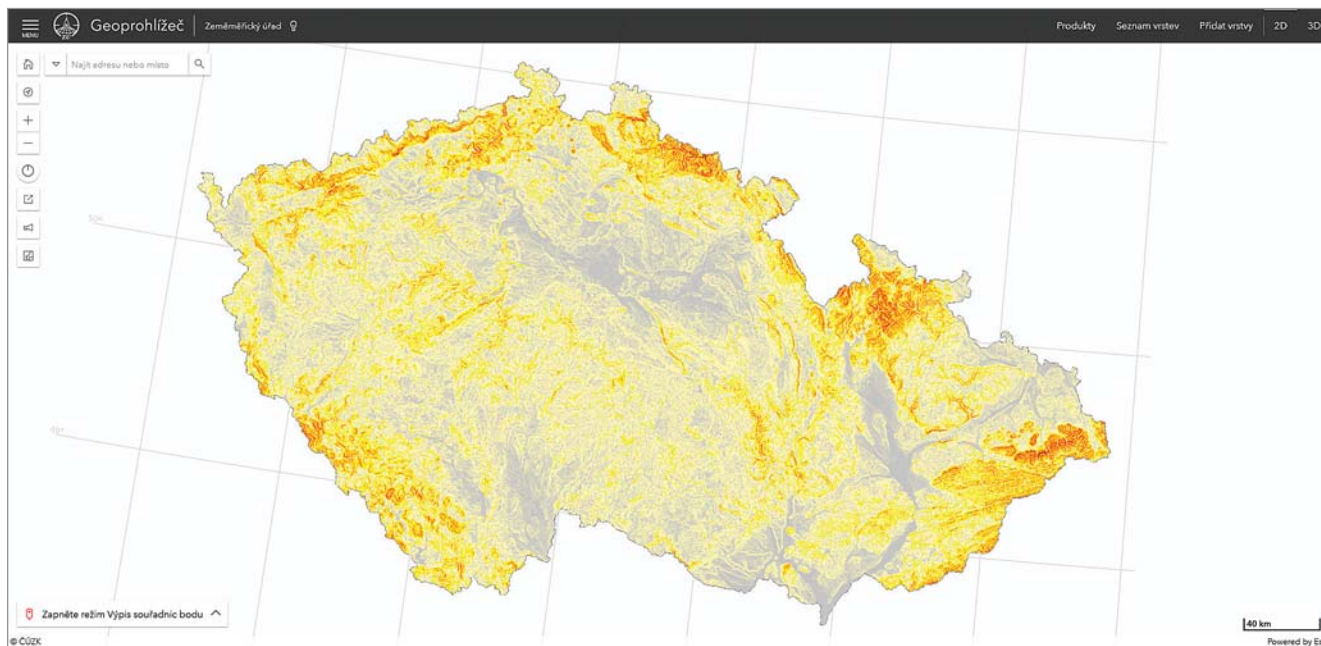 MENU
Geoprohlížeč
Zeměměřický úřad
Produkty
Seznam vrstev
Přidat vrstvy
2D
3D
Najít adresu nebo místo
Zapněte režim Výpis souřadnic bodu
© ČÚZK
40 km
Powered by Es